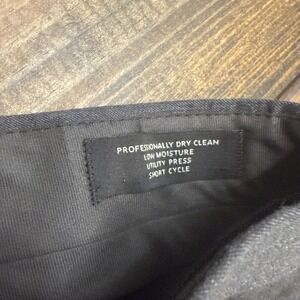 PROFESSIONALLY DRY CLEAN
LOW MOISTURE
UTILITY PRESS
SHORT CYCLE